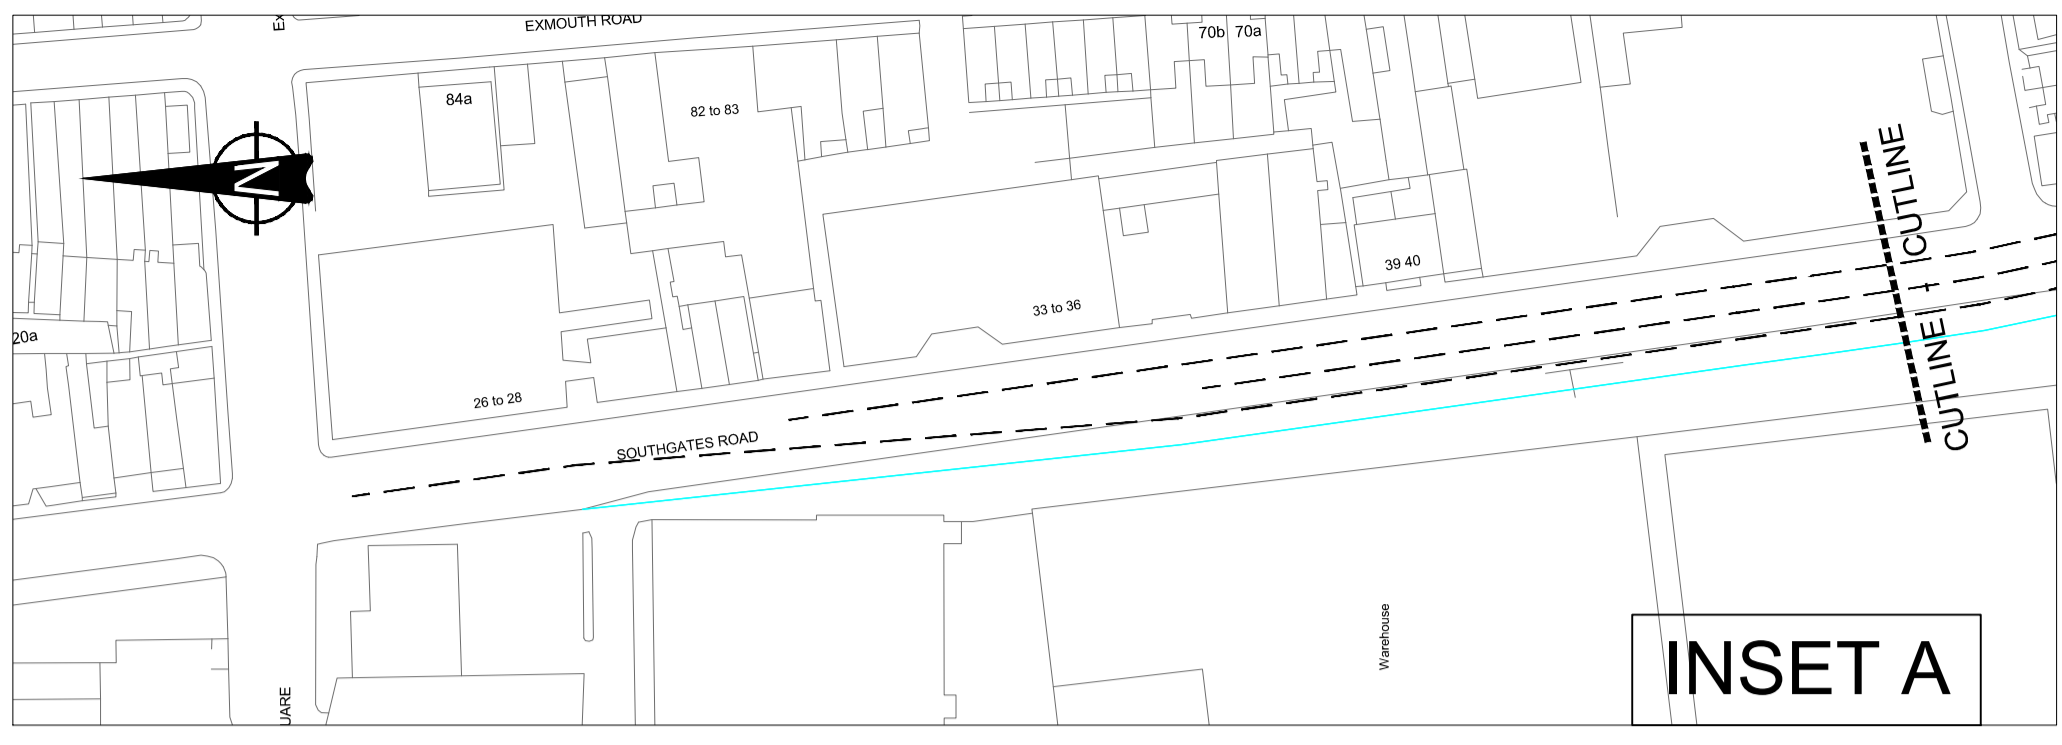 EXMOUTH ROAD
70b 70a
84a
82 to 83
N
CUTLINE - CUTLINE
39 40
33 to 36
20a
26 to 28
SOUTHGATES ROAD
Warehouse
UARE
INSET A